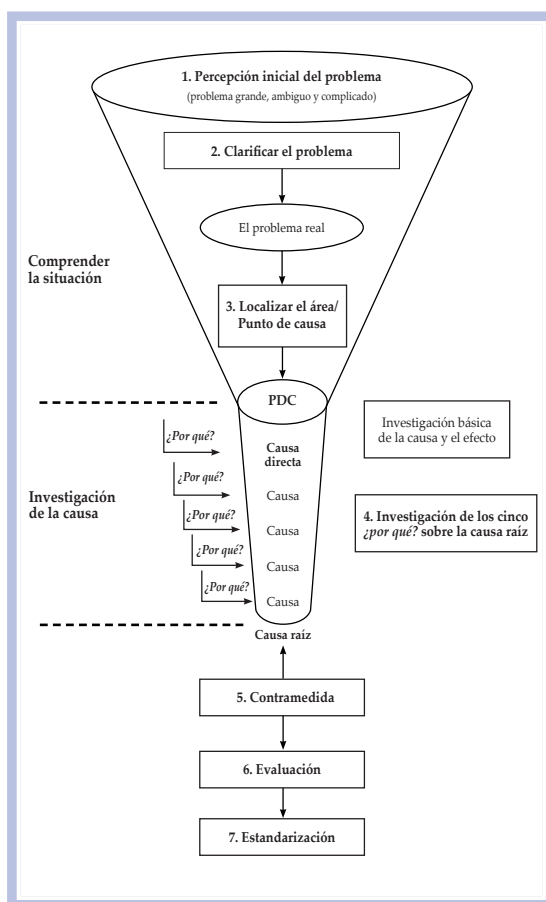 1. Percepción inicial del problema
(problema grande, ambiguo y complicado)
2. Clarificar el problema
El problema real
Comprender
la situación
3. Localizar el área/
Punto de causa
PDC
Investigación básica
de la causa y el efecto
¿Por qué?
Causa
directa
¿Por qué?
Causa
Investigación
de la causa
4. Investigación de los cinco
¿por qué? sobre la causa raíz
¿Por qué?
Causa
¿Por qué?
Causa
¿Por qué?
Causa
Causa raíz
5. Contramedida
6. Evaluación
7. Estandarización